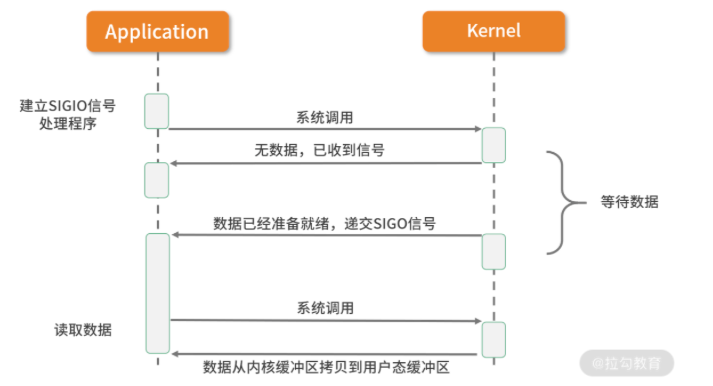 Application
Kernel
建立SIGIO信号
处理程序
系统调用
无数据，已收到信号
等待数据
数据已经准备就绪，递交SIGO信号
系统调用
读取数据
数据从内核缓冲区拷贝到用户态缓冲区
@拉勾教育